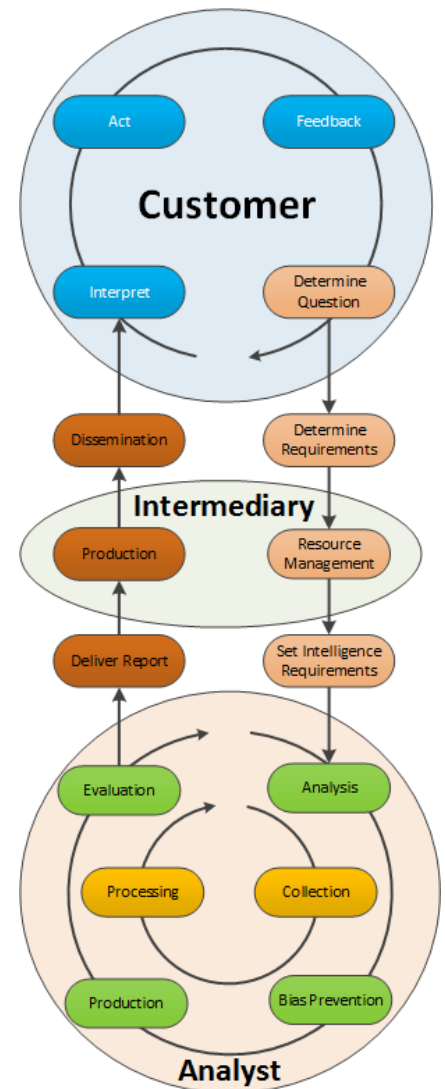 Act
Feedback
Customer
Interpret
Determine
Question
Dissemination
Determine
Requirements
Intermediary
Production
Resource
Management
Deliver Report
Set Intelligence
Requirements
Evaluation
Analysis
Processing
Collection
Production
Bias Prevention
Analyst